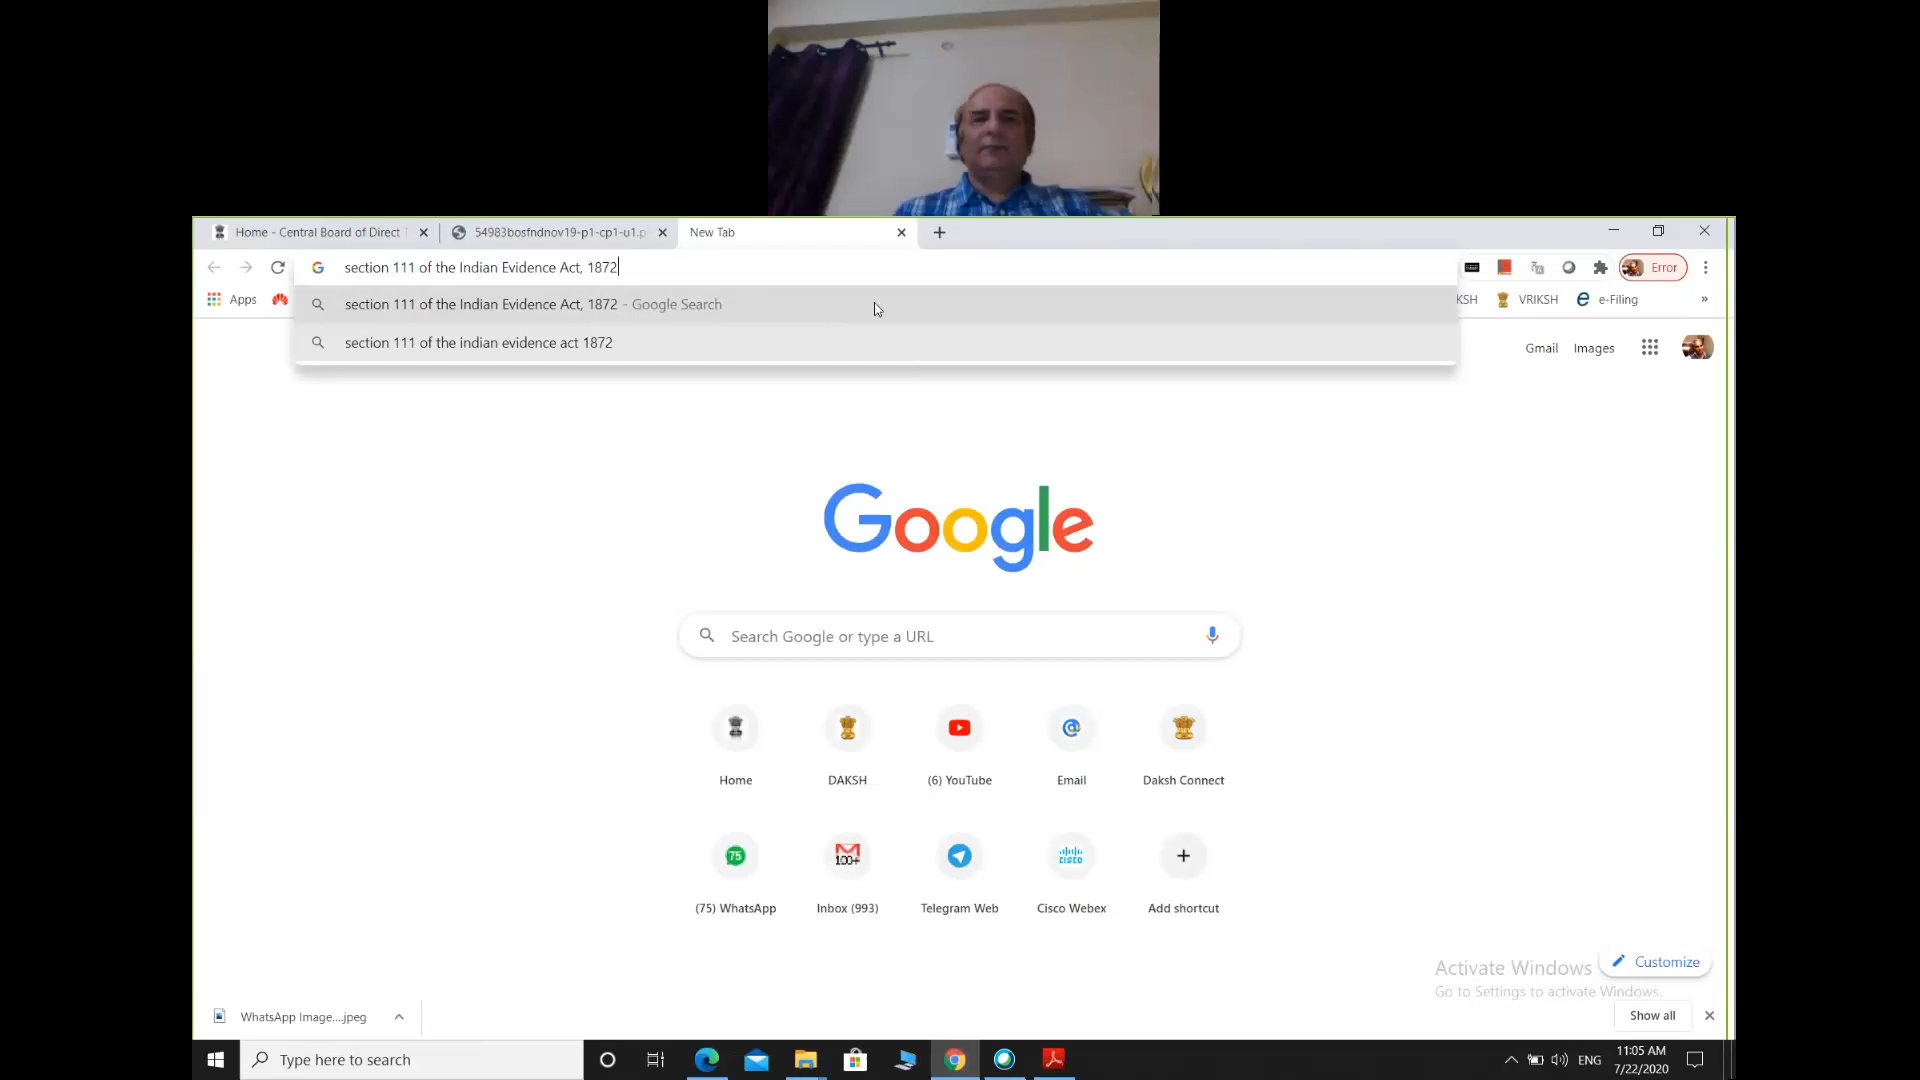 Home - Central Board of Direct
54983bosfndnov19-p1-cp1-u1.p
New Tab
section 111 of the Indian Evidence Act, 1872
Error
section 111 of the Indian Evidence Act, 1872 - Google Search
section 111 of the indian evidence act 1872
Apps
KSH
VRIKSH
e-Filing
»
Gmail
Images
Google
Search Google or type a URL
Home
DAKSH
(6) YouTube
Email
Daksh Connect
75
100+
CISCO
(75) WhatsApp
Inbox (993)
Telegram Web
Cisco Webex
Add shortcut
Activate Windows
Go to Settings to activate Windows.
Customize
WhatsApp Image....jpeg
Show all
Type here to search
ENG
11:05 AM
7/22/2020